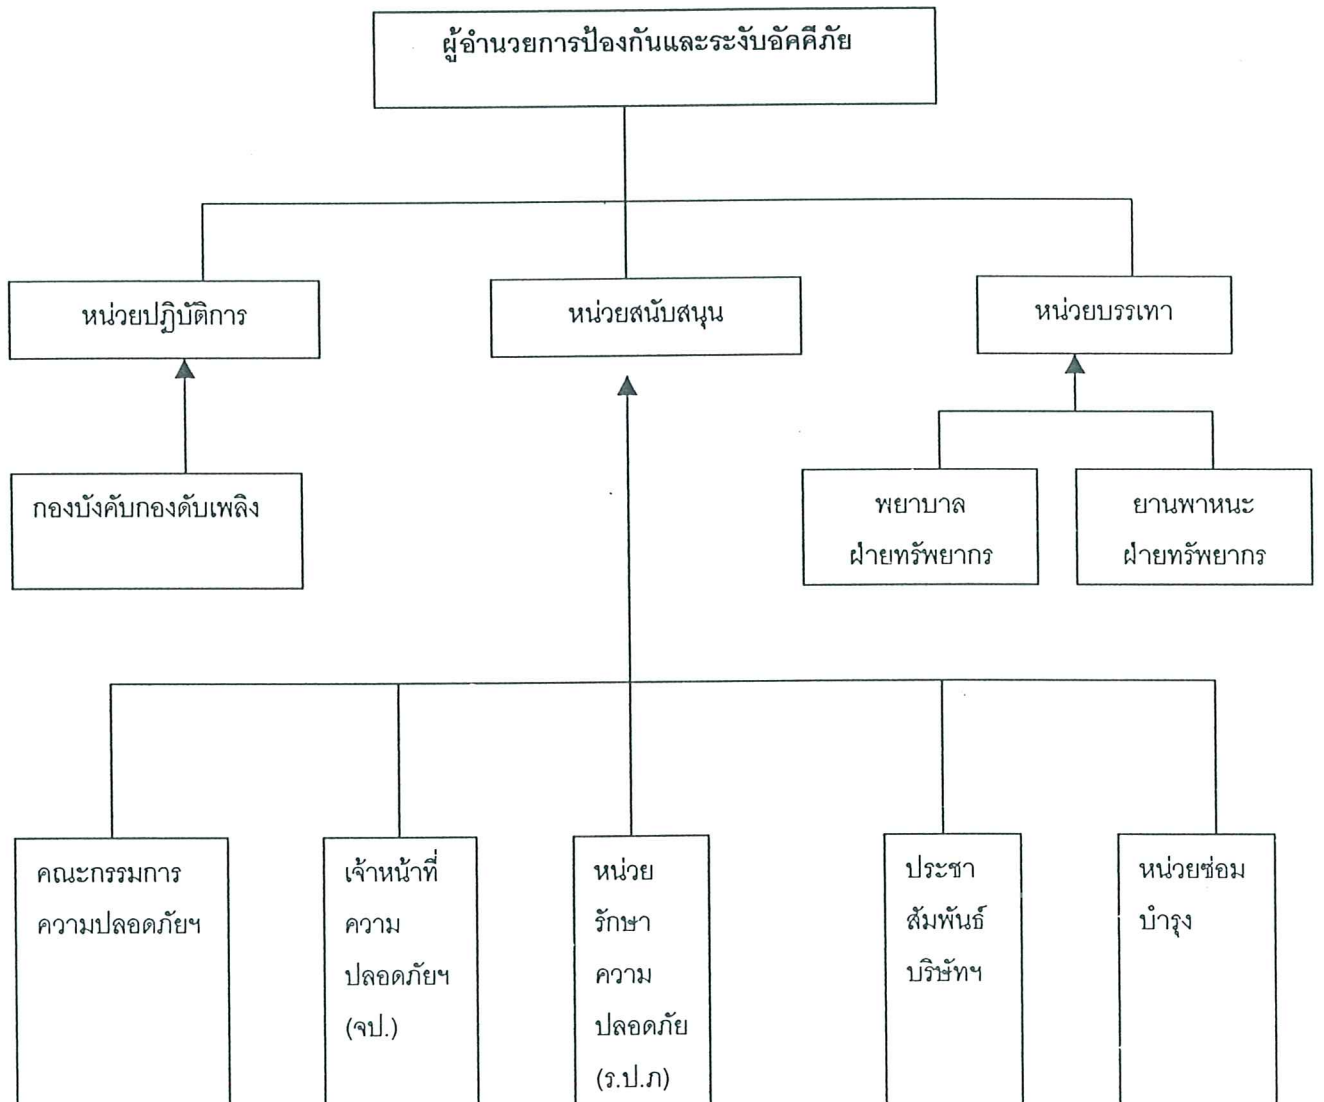 ผู้อำนวยการป้องกันและระงับอัคคีภัย
หน่วยปฏิบัติการ
หน่วยสนับสนุน
หน่วยบรรเทา
กองบังคับกองดับเพลิง
พยาบาล
ฝ่ายทรัพยากร
ยานพาหนะ
ฝ่ายทรัพยากร
คณะกรรมการ
ความปลอดภัยฯ
เจ้าหน้าที่
ความ
ปลอดภัยฯ
(จป.)
หน่วย
รักษา
ความ
ปลอดภัย
(ร.ป.ภ)
ประชา
สัมพันธ์
บริษัทฯ
หน่วยซ่อม
บำรุง